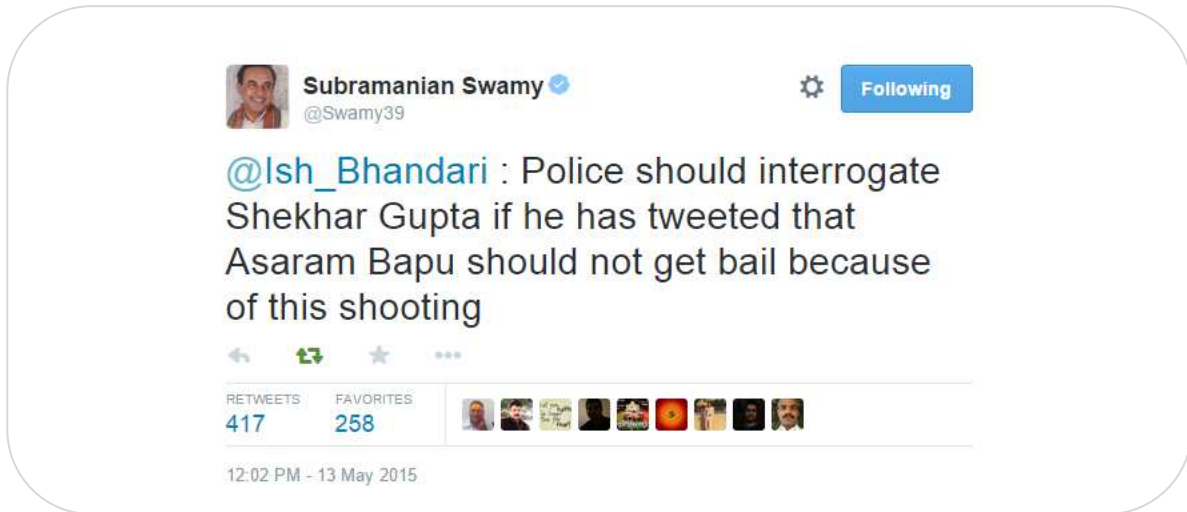 Subramanian Swamy
@Swamy39
Following
@Ish_Bhandari : Police should interrogate
Shekhar Gupta if he has tweeted that
Asaram Bapu should not get bail because
of this shooting
RETWEETS FAVORITES
417 258
12:02 PM - 13 May 2015